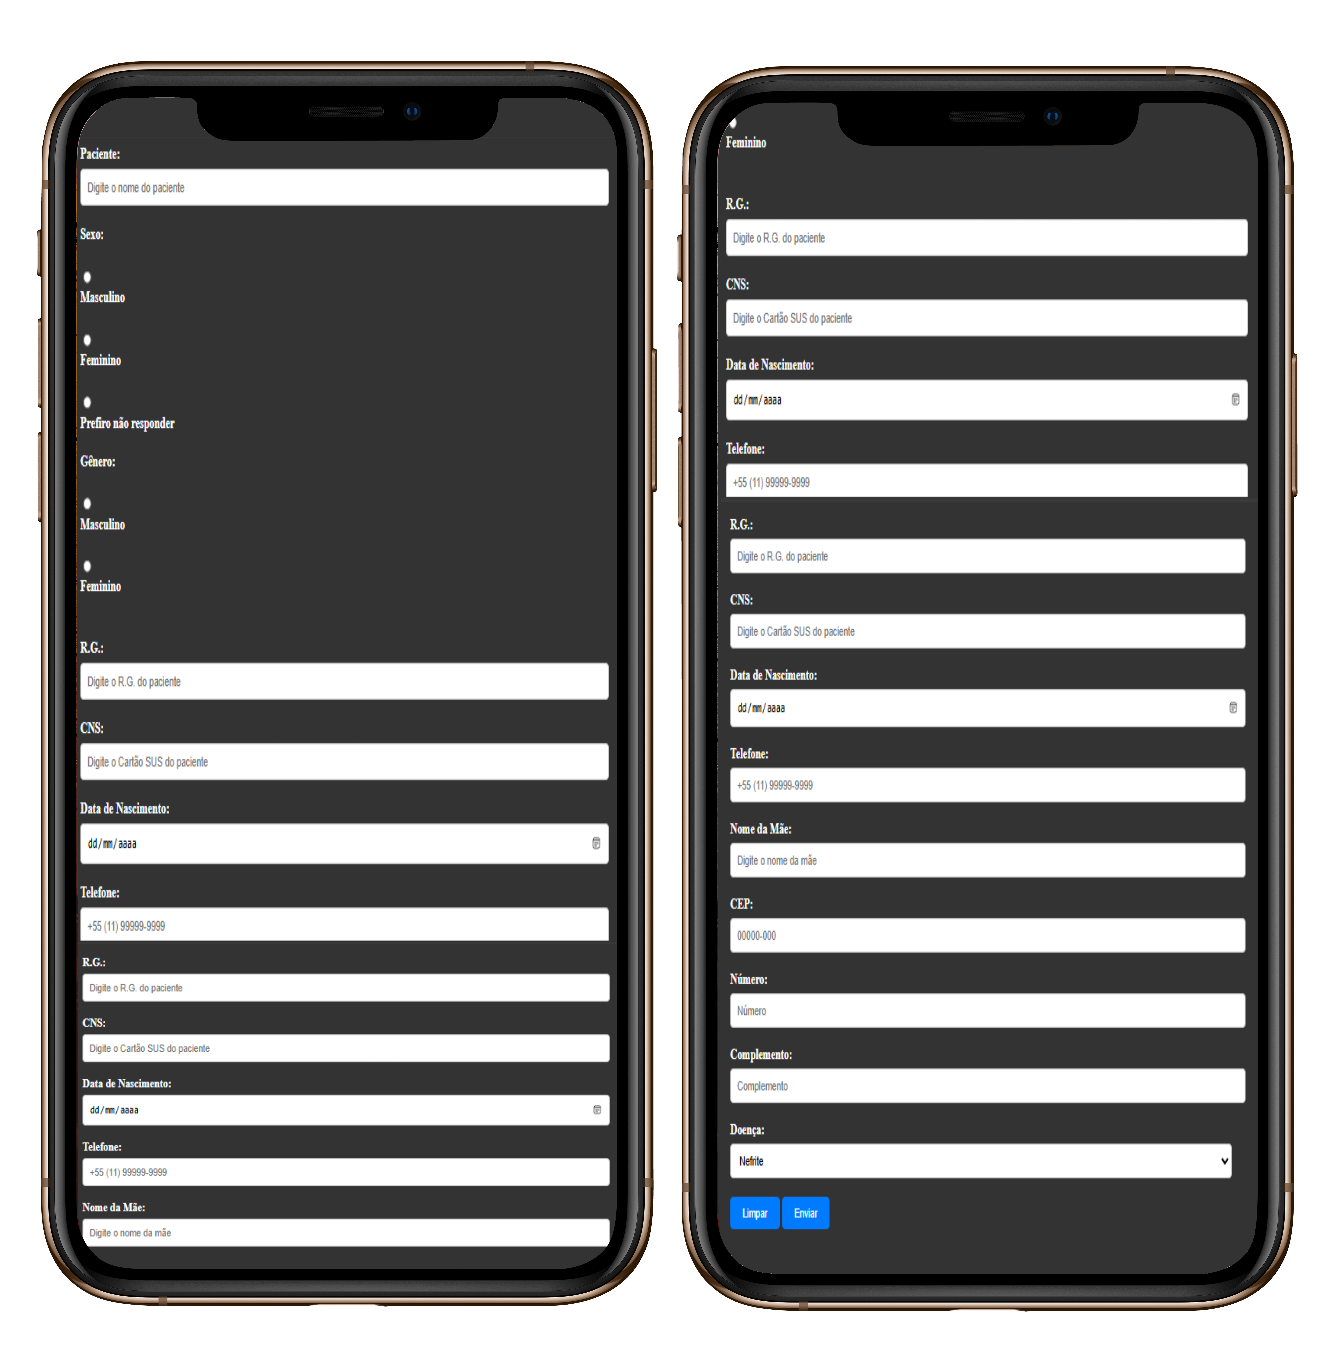 Paciente:
Digite o nome do paciente
Sexo:
Masculino
Feminino
Prefiro não responder
Gênero:
Masculino
Feminino
R.G.:
Digite o R.G. do paciente
CNS:
Digite o Cartão SUS do paciente
Data de Nascimento:
dd/mm/aaaa
Telefone:
+55 (11) 99999-9999
R.G.:
Digite o R.G. do paciente
CNS:
Digite o Cartão SUS do paciente
Data de Nascimento:
dd/mm/aaaa
Telefone:
+55 (11) 99999-9999
Nome da Mãe:
Digite o nome da mãe
Feminino
R.G.:
Digite o R.G. do paciente
CNS:
Digite o Cartão SUS do paciente
Data de Nascimento:
dd/mm/aaaa
Telefone:
+55 (11) 99999-9999
R.G.:
Digite o R.G. do paciente
CNS:
Digite o Cartão SUS do paciente
Data de Nascimento:
dd/mm/aaaa
Telefone:
+55 (11) 99999-9999
Nome da Mãe:
Digite o nome da mãe
CEP:
00000-000
Número:
Número
Complemento:
Complemento
Doença:
Nefrite
Limpar Enviar